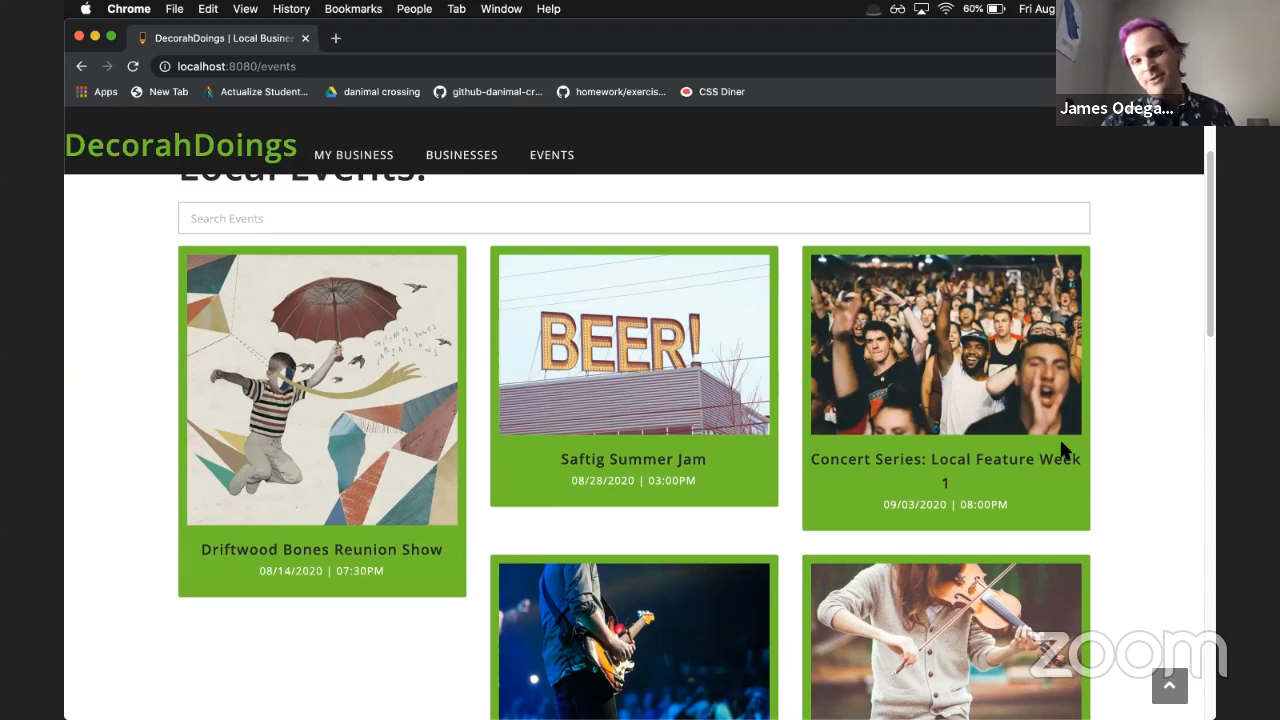 Chrome File Edit View History Bookmarks People Tab Window Help 60% Fri Aug
DecorahDoings | Local Busine
localhost:8080/events
James Odega...
Apps New Tab Actualize Student... danimal crossing github-danimal-cr... homework/exercis... CSS Diner
DecorahDoings MY BUSINESS BUSINESSES EVENTS
Local Events:
Search Events
BEER!
Saftig Summer Jam
08/28/2020 | 03:00PM
Concert Series: Local Feature Week
1
09/03/2020 | 08:00PM
Driftwood Bones Reunion Show
08/14/2020 | 07:30PM
zoom